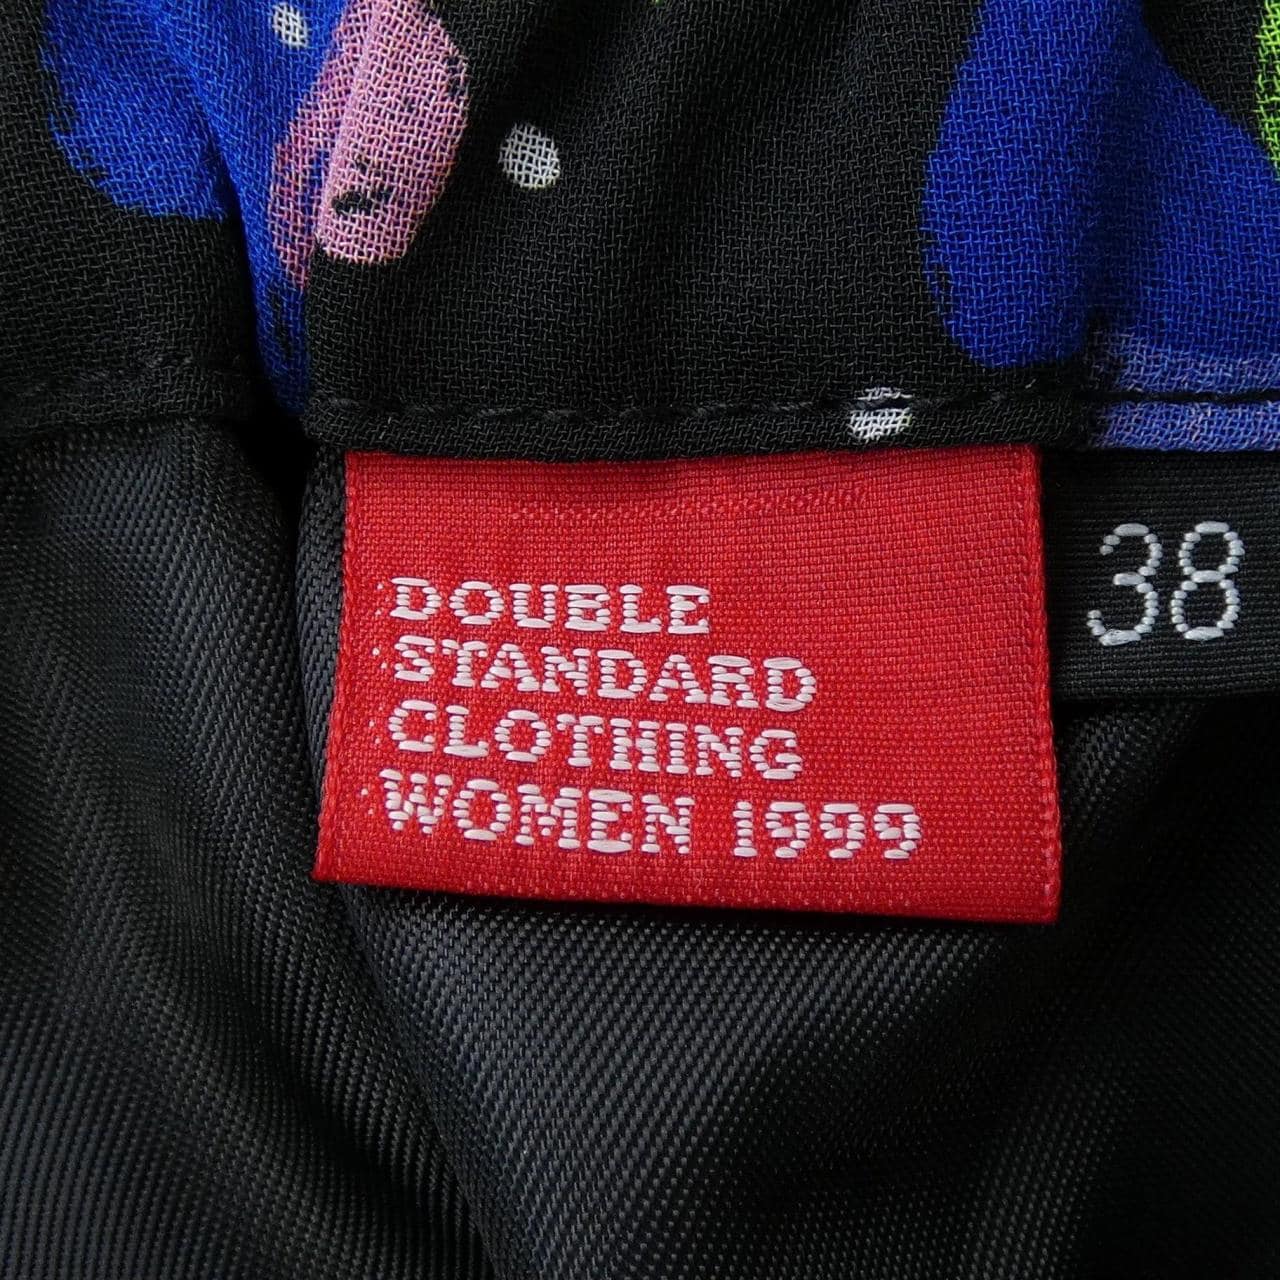 DOUBLE
STANDARD
CLOTHING
WOMEN 1999
38